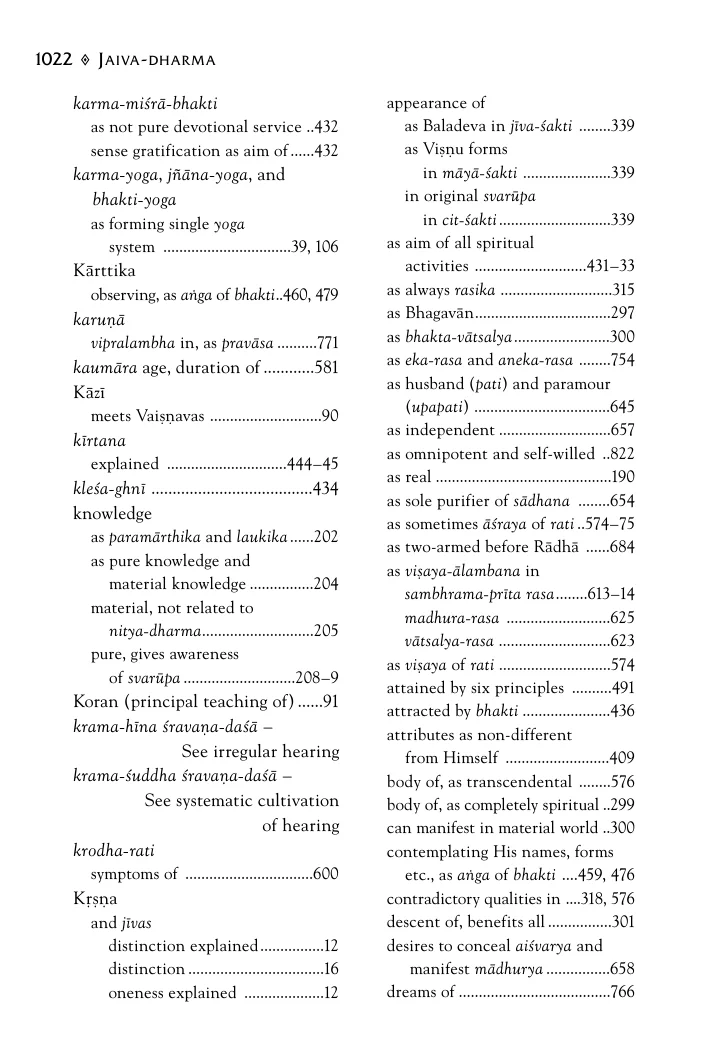 1022 ◈ JAIVA-DHARMA
karma-miśrā-bhakti
as not pure devotional service ..432
sense gratification as aim of ......432
karma-yoga, jñāna-yoga, and
bhakti-yoga
as forming single yoga
system ................................39, 106
Kārttika
observing, as aṅga of bhakti..460, 479
karuṇā
vipralambha in, as pravāsa ..........771
kaumāra age, duration of ............581
Kāzī
meets Vaiṣṇavas ............................90
kīrtana
explained ..............................444–45
kleśa-ghnī ......................................434
knowledge
as paramārthika and laukika ......202
as pure knowledge and
material knowledge ................204
material, not related to
nitya-dharma............................205
pure, gives awareness
of svarūpa ............................208–9
Koran (principal teaching of) ......91
krama-hīna śravaṇa-daśā –
See irregular hearing
krama-śuddha śravaṇa-daśā –
See systematic cultivation
of hearing
krodha-rati
symptoms of ................................600
Kṛṣṇa
and jīvas
distinction explained................12
distinction ..................................16
oneness explained ....................12
appearance of
as Baladeva in jīva-śakti ........339
as Viṣṇu forms
in māyā-śakti ......................339
in original svarūpa
in cit-śakti............................339
as aim of all spiritual
activities ............................431–33
as always rasika ............................315
as Bhagavān..................................297
as bhakta-vātsalya........................300
as eka-rasa and aneka-rasa ........754
as husband (pati) and paramour
(upapati) ..................................645
as independent ............................657
as omnipotent and self-willed ..822
as real ............................................190
as sole purifier of sādhana ........654
as sometimes āśraya of rati ..574–75
as two-armed before Rādhā ......684
as viṣaya-ālambana in
sambhrama-prīta rasa........613–14
madhura-rasa ..........................625
vātsalya-rasa ............................623
as viṣaya of rati ............................574
attained by six principles ..........491
attracted by bhakti ......................436
attributes as non-different
from Himself ..........................409
body of, as transcendental ........576
body of, as completely spiritual ..299
can manifest in material world ..300
contemplating His names, forms
etc., as aṅga of bhakti ....459, 476
contradictory qualities in ....318, 576
descent of, benefits all ................301
desires to conceal aiśvarya and
manifest mādhurya ................658
dreams of ......................................766